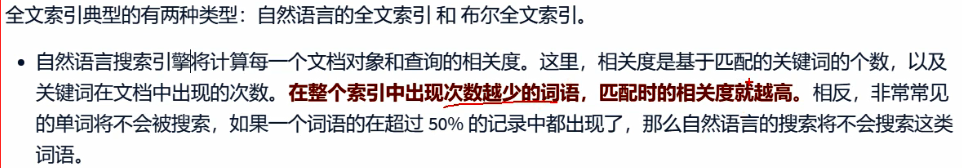 全文索引典型的有两种类型：自然语言的全文索引 和 布尔全文索引。
• 自然语言搜索引擎将计算每一个文档对象和查询的相关度。这里，相关度是基于匹配的关键词的个数，以及
关键词在文档中出现的次数。在整个索引中出现次数越少的词语，匹配时的相关度就越高。相反，非常常见
的单词将不会被搜索，如果一个词语的在超过 50% 的记录中都出现了，那么自然语言的搜索将不会搜索这类
词语。